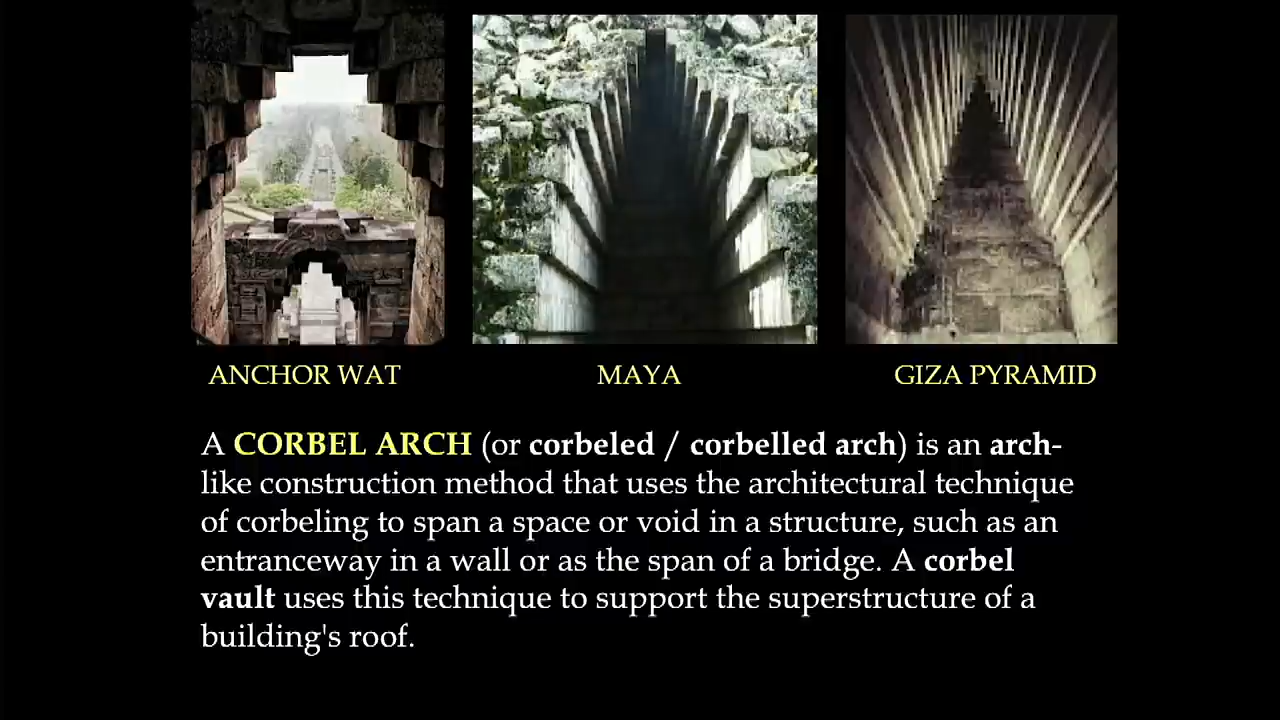 ANCHOR WAT
MAYA
GIZA PYRAMID
A CORBEL ARCH (or corbeled / corbelled arch) is an arch-
like construction method that uses the architectural technique
of corbeling to span a space or void in a structure, such as an
entranceway in a wall or as the span of a bridge. A corbel
vault uses this technique to support the superstructure of a
building's roof.